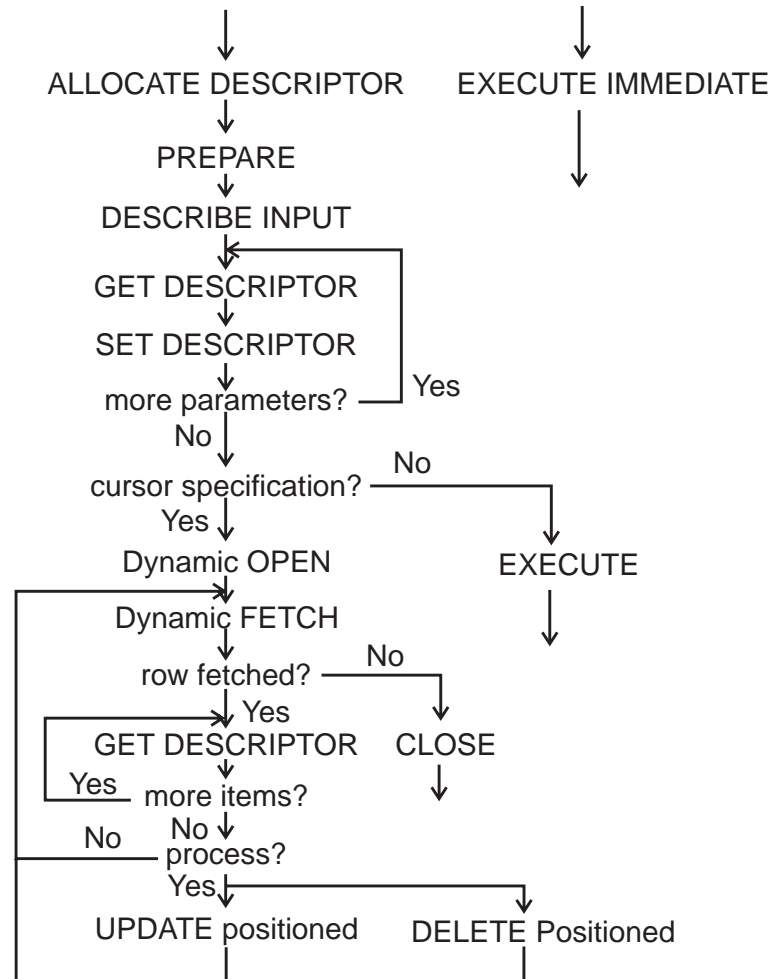 ALLOCATE DESCRIPTOR
EXECUTE IMMEDIATE
PREPARE
DESCRIBE INPUT
GET DESCRIPTOR
SET DESCRIPTOR
more parameters?
Yes
No
cursor specification?
No
Yes
Dynamic OPEN
EXECUTE
Dynamic FETCH
row fetched?
No
Yes
GET DESCRIPTOR
CLOSE
Yes
more items?
No
No
process?
Yes
UPDATE positioned
DELETE Positioned